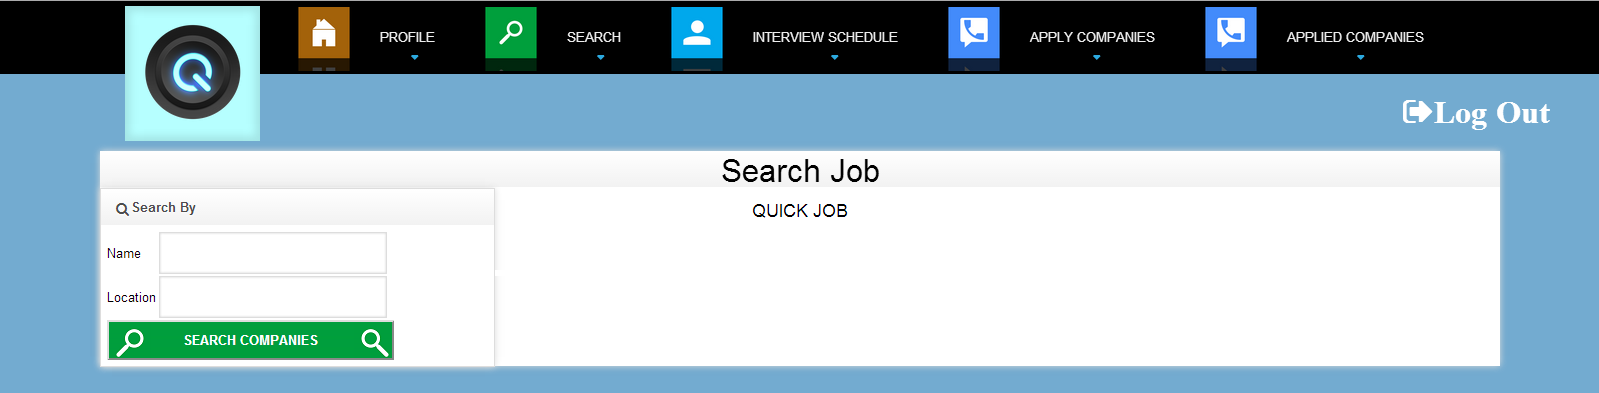 PROFILE SEARCH INTERVIEW SCHEDULE APPLY COMPANIES APPLIED COMPANIES
Log Out
Search Job
Search By
QUICK JOB
Name
Location
SEARCH COMPANIES